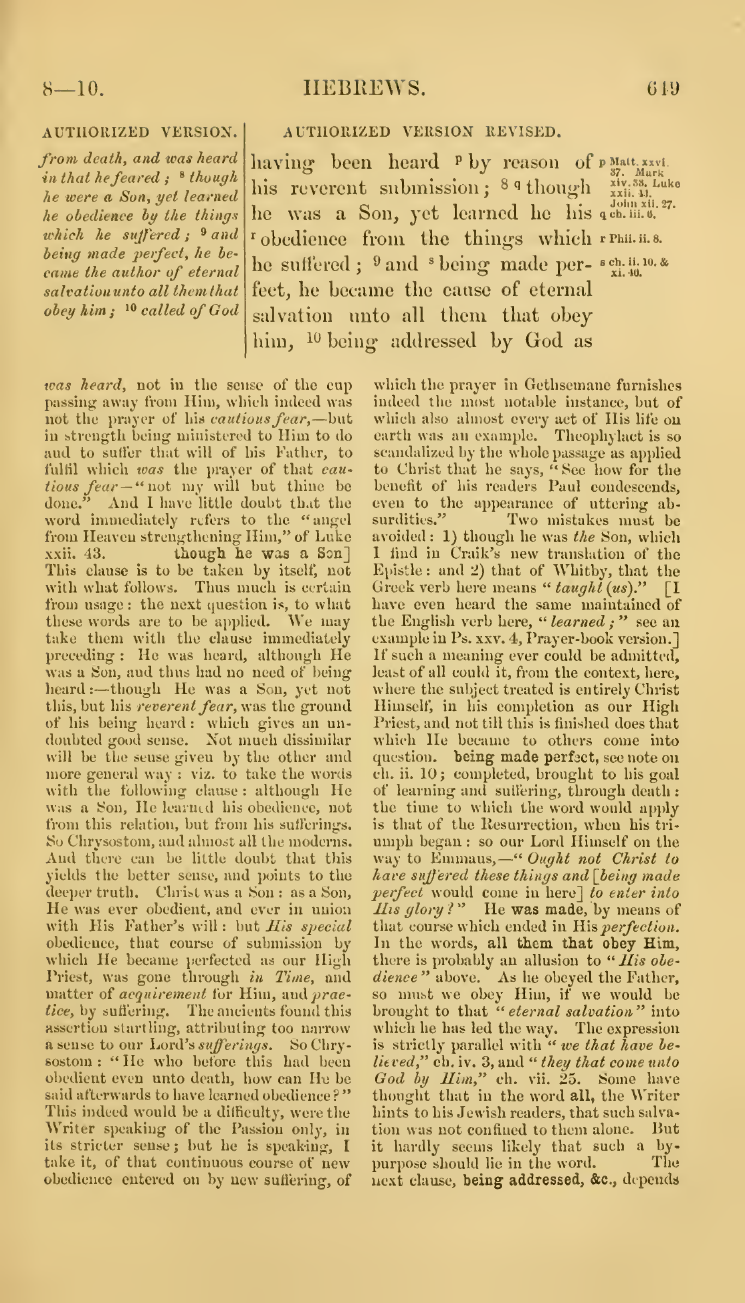 8—10.
HEBREWS.
649
AUTHORIZED VERSION.
from death, and was heard
in that he feared; 8 though
he were a Son, yet learned
he obedience by the things
which he suffered; 9 and
being made perfect, he be-
came the author of eternal
salvation unto all them that
obey him; 10 called of God
AUTHORIZED VERSION REVISED.
having been heard p by reason of
his reverent submission; 8 q though
he was a Son, yet learned he his
r obedience from the things which
he suffered; 9 and s being made per-
fect, he became the cause of eternal
salvation unto all them that obey
him, 10 being addressed by God as
p Matt. xxvi.
37. Mark
xiv. 33. Luke
xxii. 43.
John xii. 27.
q ch. iii. 6.
r Phil. ii. 8.
s ch. ii. 10. &
xi. 40.
was heard, not in the sense of the cup
passing away from Him, which indeed was
not the prayer of his cautious fear,—but
in strength being ministered to Him to do
and to suffer that will of his Father, to
fulfil which was the prayer of that cau-
tious fear—"not my will but thine be
done." And I have little doubt that the
word immediately refers to the "angel
from Heaven strengthening Him," of Luke
xxii. 43. though he was a Son]
This clause is to be taken by itself, not
with what follows. Thus much is certain
from usage: the next question is, to what
these words are to be applied. We may
take them with the clause immediately
preceding: He was heard, although He
was a Son, and thus had no need of being
heard:—though He was a Son, yet not
this, but his reverent fear, was the ground
of his being heard: which gives an un-
doubted good sense. Not much dissimilar
will be the sense given by the other and
more general way: viz. to take the words
with the following clause: although He
was a Son, He learned his obedience, not
from this relation, but from his sufferings.
So Chrysostom, and almost all the moderns.
And there can be little doubt that this
yields the better sense, and points to the
deeper truth. Christ was a Son: as a Son,
He was ever obedient, and ever in union
with His Father's will: but His special
obedience, that course of submission by
which He became perfected as our High
Priest, was gone through in Time, and
matter of acquirement for Him, and prac-
tice, by suffering. The ancients found this
assertion startling, attributing too narrow
a sense to our Lord's sufferings. So Chry-
sostom: "He who before this had been
obedient even unto death, how can He be
said afterwards to have learned obedience?"
This indeed would be a difficulty, were the
Writer speaking of the Passion only, in
its stricter sense; but he is speaking, I
take it, of that continuous course of new
obedience entered on by new suffering, of
which the prayer in Gethsemane furnishes
indeed the most notable instance, but of
which also almost every act of His life on
earth was an example. Theophylact is so
scandalized by the whole passage as applied
to Christ that he says, "See how for the
benefit of his readers Paul condescends,
even to the appearance of uttering ab-
surdities." Two mistakes must be
avoided: 1) though he was the Son, which
I find in Craik's new translation of the
Epistle: and 2) that of Whitby, that the
Greek verb here means "taught (us)." [I
have even heard the same maintained of
the English verb here, "learned;" see an
example in Ps. xxv. 4, Prayer-book version.]
If such a meaning ever could be admitted,
least of all could it, from the context, here,
where the subject treated is entirely Christ
Himself, in his completion as our High
Priest, and not till this is finished does that
which He became to others come into
question. being made perfect, see note on
ch. ii. 10; completed, brought to his goal
of learning and suffering, through death:
the time to which the word would apply
is that of the Resurrection, when his tri-
umph began: so our Lord Himself on the
way to Emmaus,—"Ought not Christ to
have suffered these things and [being made
perfect would come in here] to enter into
His glory?" He was made, by means of
that course which ended in His perfection.
In the words, all them that obey Him,
there is probably an allusion to "His obe-
dience" above. As he obeyed the Father,
so must we obey Him, if we would be
brought to that "eternal salvation" into
which he has led the way. The expression
is strictly parallel with "we that have be-
lieved," ch. iv. 3, and "they that come unto
God by Him," ch. vii. 25. Some have
thought that in the word all, the Writer
hints to his Jewish readers, that such salva-
tion was not confined to them alone. But
it hardly seems likely that such a by-
purpose should lie in the word. The
next clause, being addressed, &c., depends